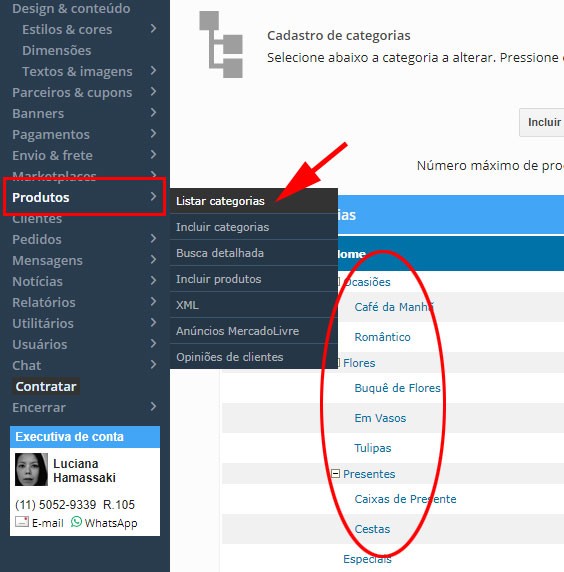 Design & conteúdo
Estilos & cores
Dimensões
Textos & imagens
Parceiros & cupons
Banners
Pagamentos
Envio & frete
Marketplaces
Produtos
Clientes
Pedidos
Mensagens
Notícias
Relatórios
Utilitários
Usuários
Chat
Contratar
Encerrar
Executiva de conta
Luciana
Hamassaki
(11) 5052-9339 R.105
E-mail WhatsApp
Listar categorias
Incluir categorias
Busca detalhada
Incluir produtos
XML
Anúncios MercadoLivre
Opiniões de clientes
Cadastro de categorias
Selecione abaixo a categoria a alterar. Pressione
Incluir
Número máximo de pro
ias
ome
Ocasiões
Café da Manhã
Romântico
Flores
Buquê de Flores
Em Vasos
Tulipas
Presentes
Caixas de Presente
Cestas
Especiais